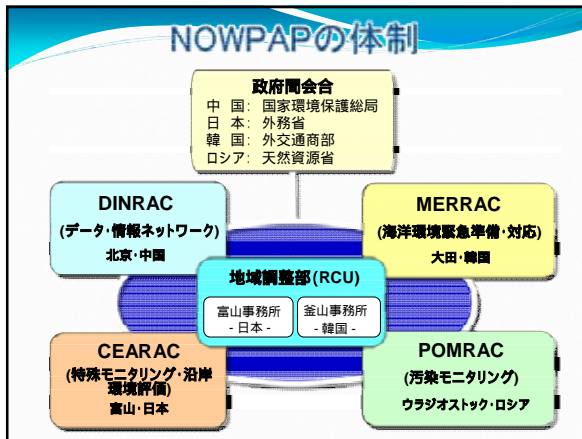 NOWPAPの体制
政府間会合
中　国：　国家環境保護総局
日　本：　外務省
韓　国：　外交通商部
ロシア：　天然資源省
DINRAC
(データ・情報ネットワーク)
北京・中国
MERRAC
(海洋環境緊急準備・対応)
大田・韓国
地域調整部(RCU)
富山事務所
- 日本 -
釜山事務所
- 韓国 -
CEARAC
(特殊モニタリング・沿岸
環境評価)
富山・日本
POMRAC
(汚染モニタリング)
ウラジオストック・ロシア